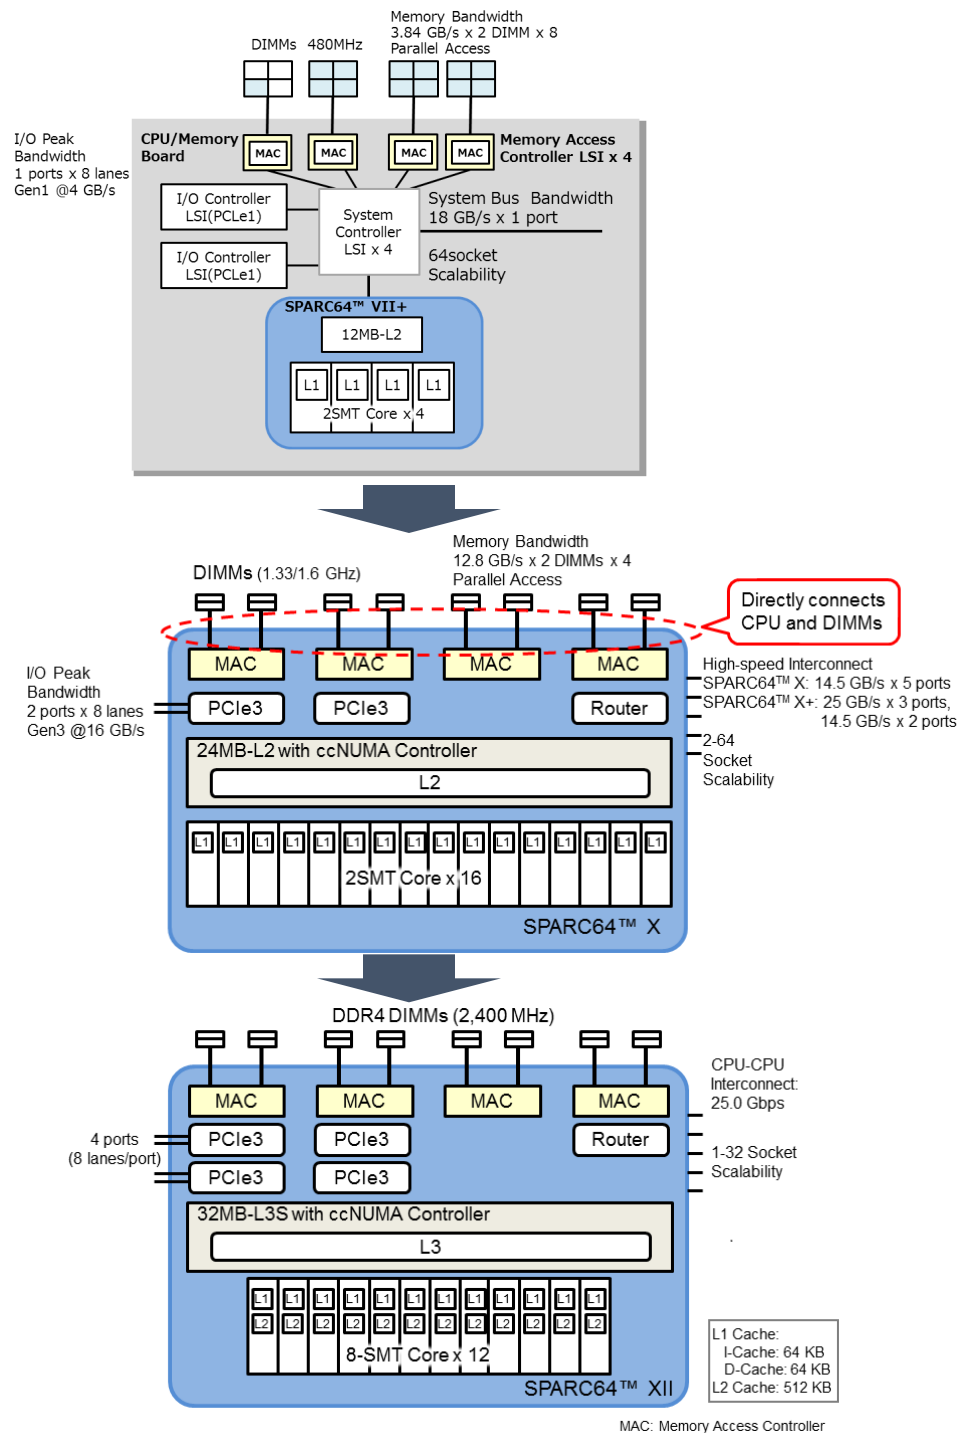 Memory Bandwidth
3.84 GB/s x 2 DIMM x 8
Parallel Access
DIMMs 480MHz
I/O Peak
Bandwidth
1 ports x 8 lanes
Gen1 @4 GB/s
CPU/Memory
Board
MAC
MAC
MAC
MAC
Memory Access
Controller LSI x 4
I/O Controller
LSI(PCLe1)
I/O Controller
LSI(PCLe1)
System
Controller
LSI x 4
System Bus Bandwidth
18 GB/s x 1 port
64socket
Scalability
SPARC64™ VII+
12MB-L2
L1 L1 L1 L1
2SMT Core x 4
Memory Bandwidth
12.8 GB/s x 2 DIMMs x 4
Parallel Access
DIMMs (1.33/1.6 GHz)
Directly connects
CPU and DIMMs
MAC MAC MAC MAC
I/O Peak
Bandwidth
2 ports x 8 lanes
Gen3 @16 GB/s
PCIe3 PCIe3 Router
High-speed Interconnect
SPARC64™ X: 14.5 GB/s x 5 ports
SPARC64™ X+: 25 GB/s x 3 ports,
14.5 GB/s x 2 ports
2-64
Socket
Scalability
24MB-L2 with ccNUMA Controller
L2
L1 L1 L1 L1 L1 L1 L1 L1 L1 L1 L1 L1 L1 L1 L1 L1
2SMT Core x 16
SPARC64™ X
DDR4 DIMMs (2,400 MHz)
MAC MAC MAC MAC
CPU-CPU
Interconnect:
25.0 Gbps
4 ports
(8 lanes/port)
PCIe3 PCIe3 Router
PCIe3 PCIe3
1-32 Socket
Scalability
32MB-L3S with ccNUMA Controller
L3
L1 L1 L1 L1 L1 L1 L1 L1 L1 L1 L1 L1
L2 L2 L2 L2 L2 L2 L2 L2 L2 L2 L2 L2
8-SMT Core x 12
SPARC64™ XII
L1 Cache:
I-Cache: 64 KB
D-Cache: 64 KB
L2 Cache: 512 KB
MAC: Memory Access Controller